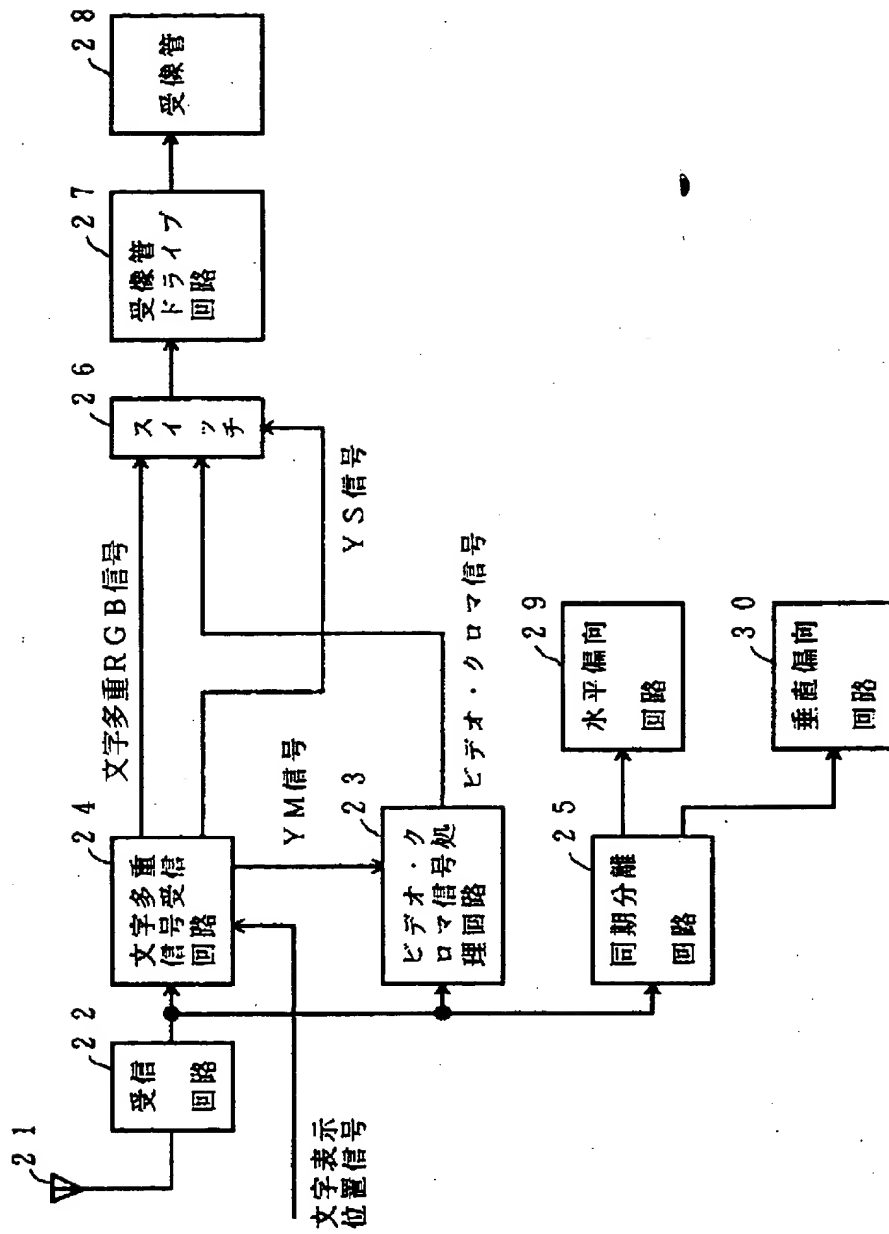 21
22
受信
回路
文字表示
位置信号
24
文字多重
信号受信
回路
文字多重RGB信号
YM信号
YS信号
23
ビデオ・ク
ロマ信号処
理回路
ビデオ・クロマ信号
25
同期分離
回路
26
スイッチ
27
受像管
ドライブ
回路
28
受像管
29
水平偏向
回路
30
垂直偏向
回路